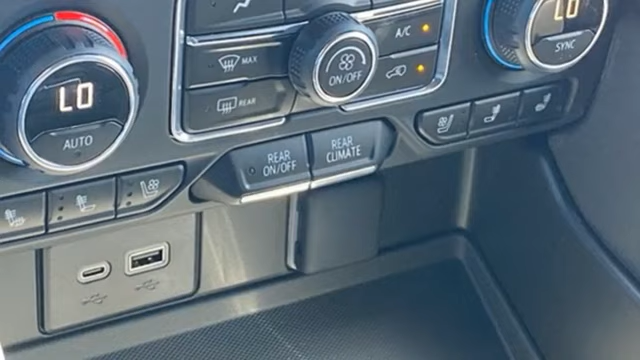 LO
AUTO
MAX
REAR
ON/OFF
A/C
LO
SYNC
REAR
ON/OFF
REAR
CLIMATE